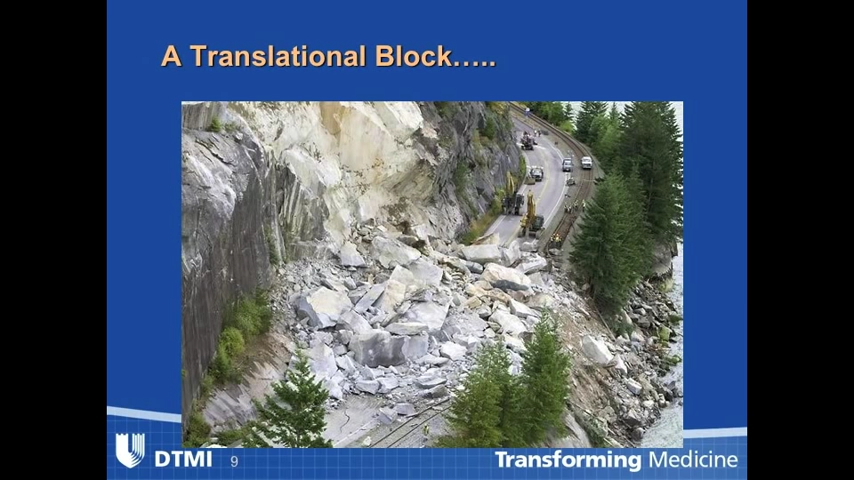 A Translational Block…..
DTMI 9 Transforming Medicine